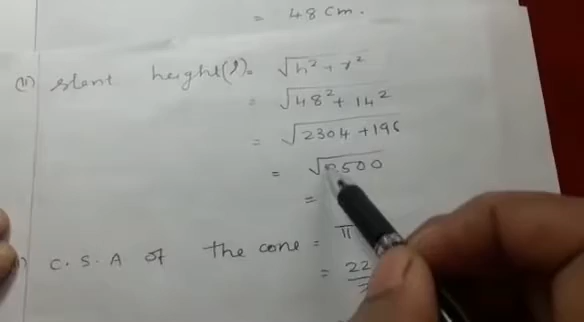 = 48 cm.
(ii) slant height(l) = √h² + r²
= √48² + 14²
= √2304 + 196
= √2500
=
) C.S.A of the cone = π
= 22